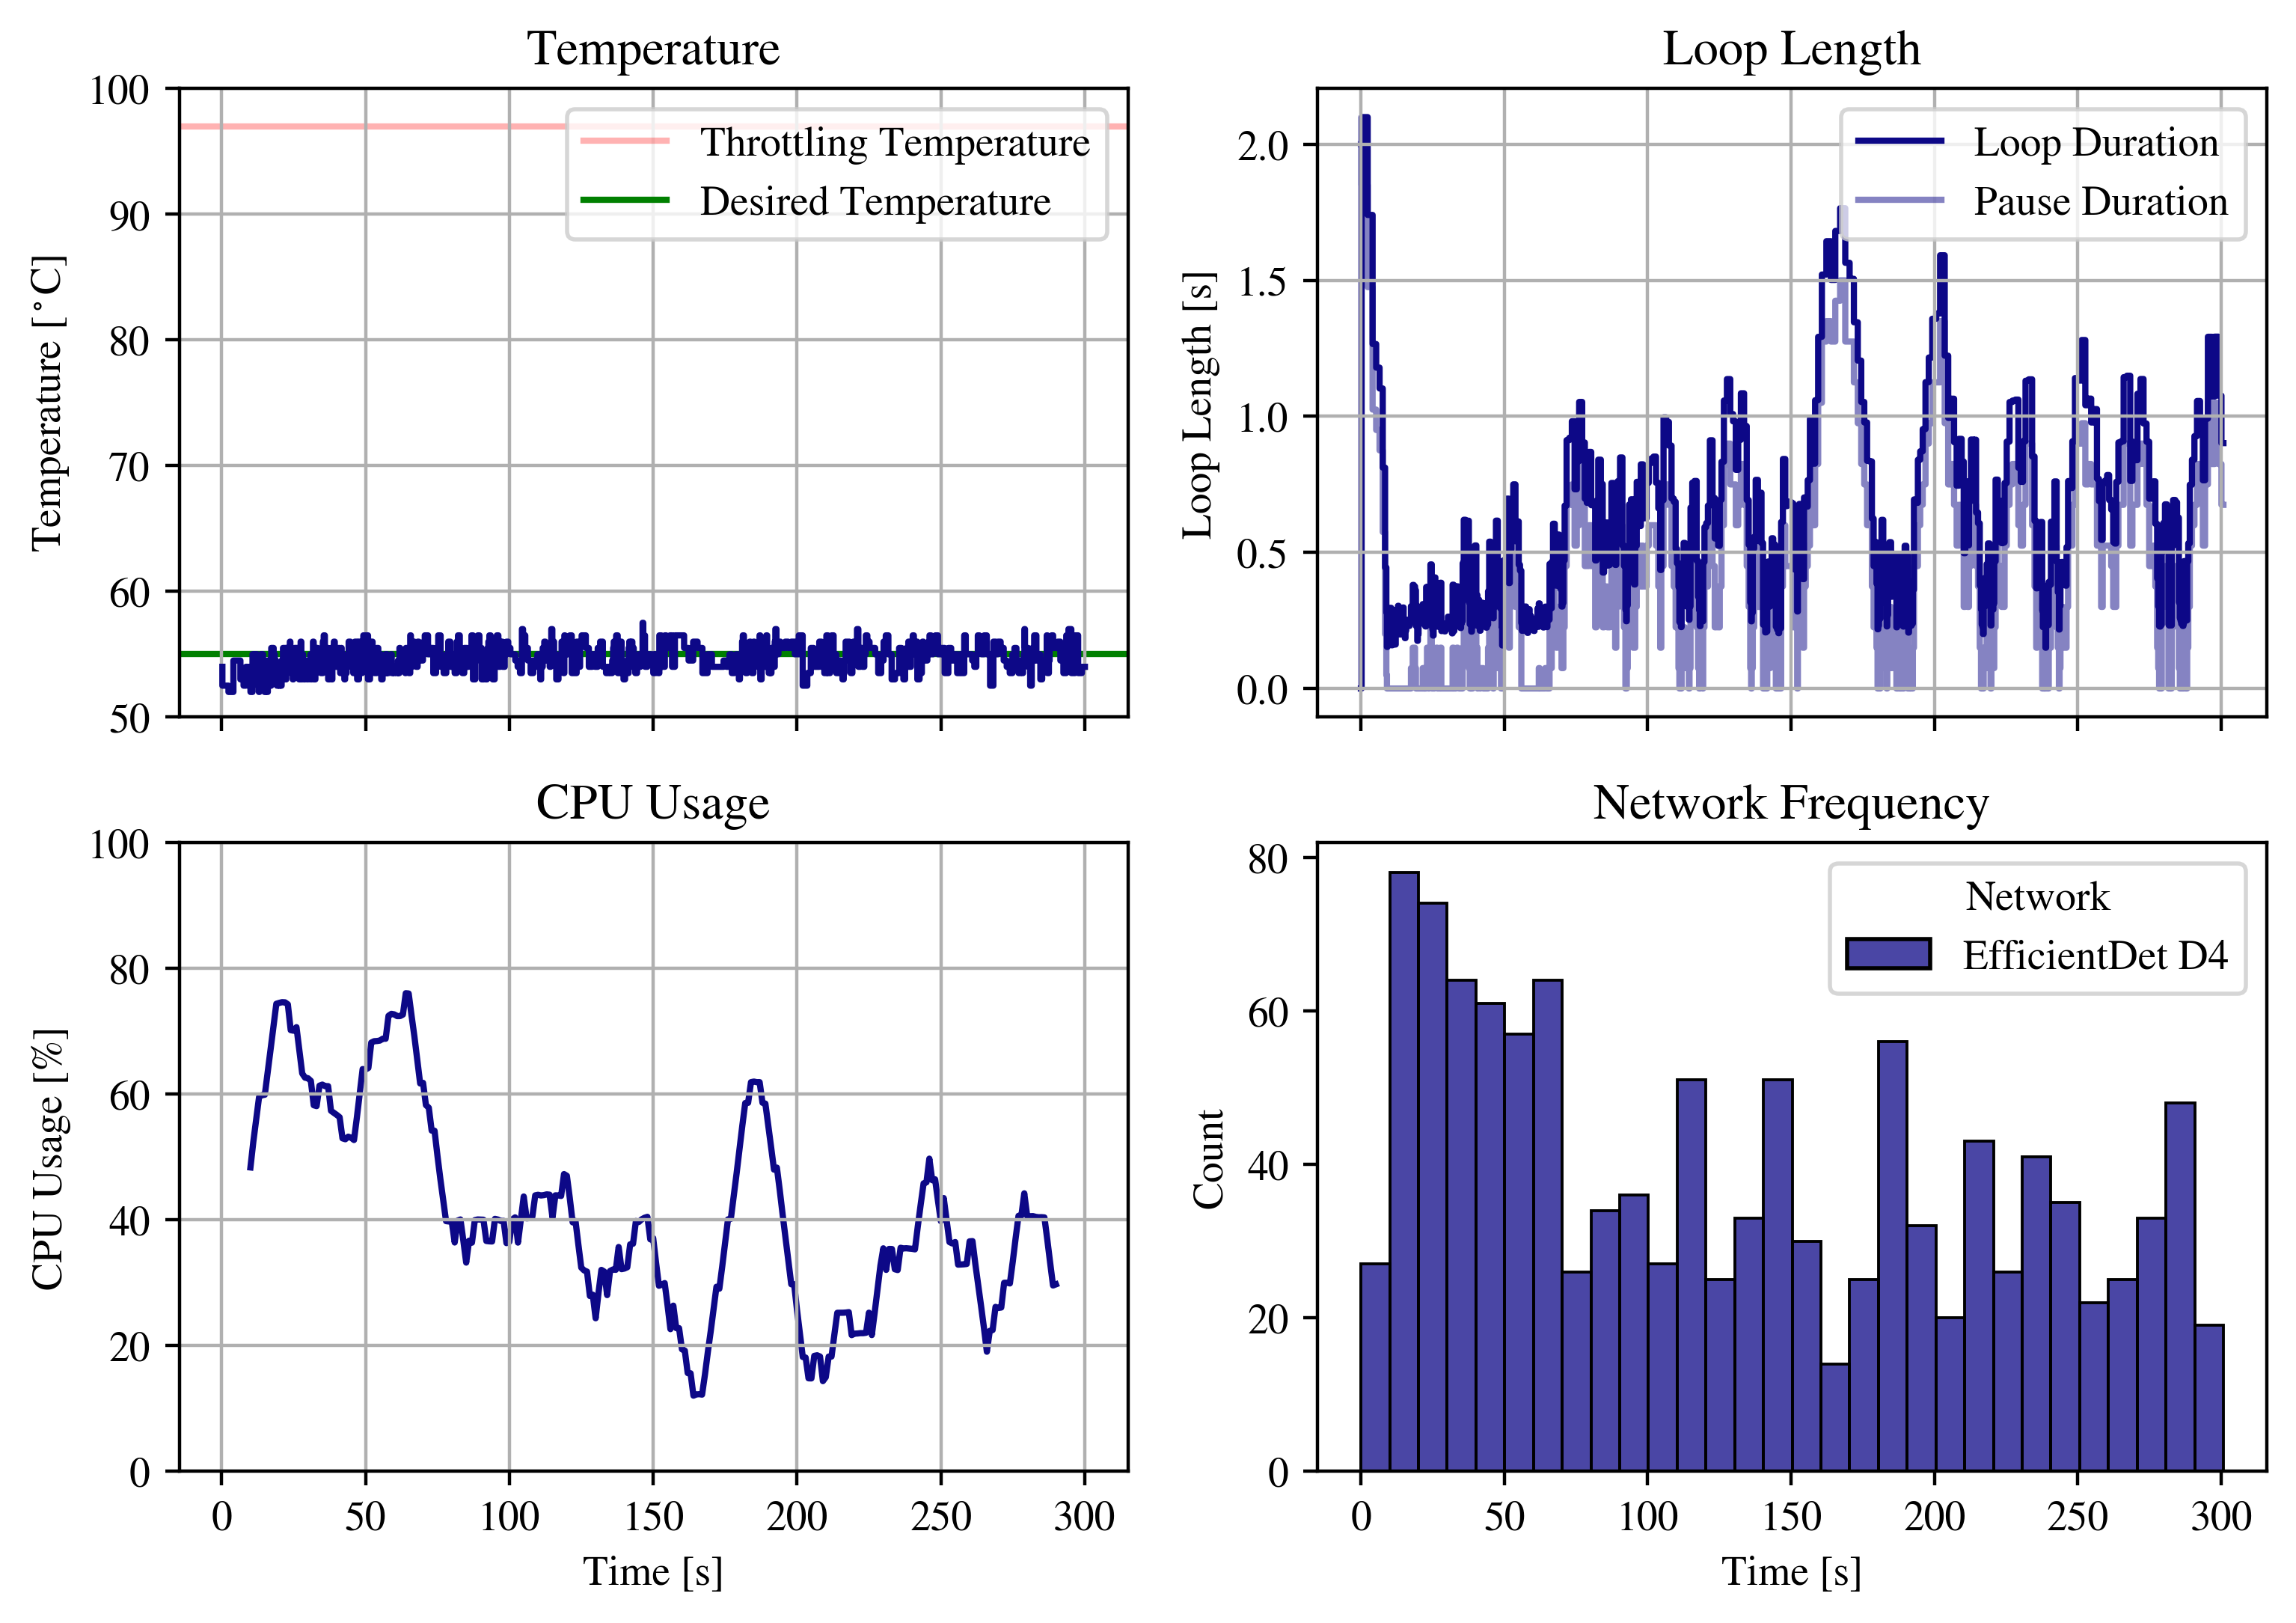 Temperature
100
90
80
70
60
50
Temperature [°C]
Throttling Temperature
Desired Temperature
Loop Length
2.0
1.5
1.0
0.5
0.0
Loop Length [s]
Loop Duration
Pause Duration
CPU Usage
100
80
60
40
20
0
CPU Usage [%]
0 50 100 150 200 250 300
Time [s]
Network Frequency
80
60
40
20
0
Count
Network
EfficientDet D4
0 50 100 150 200 250 300
Time [s]